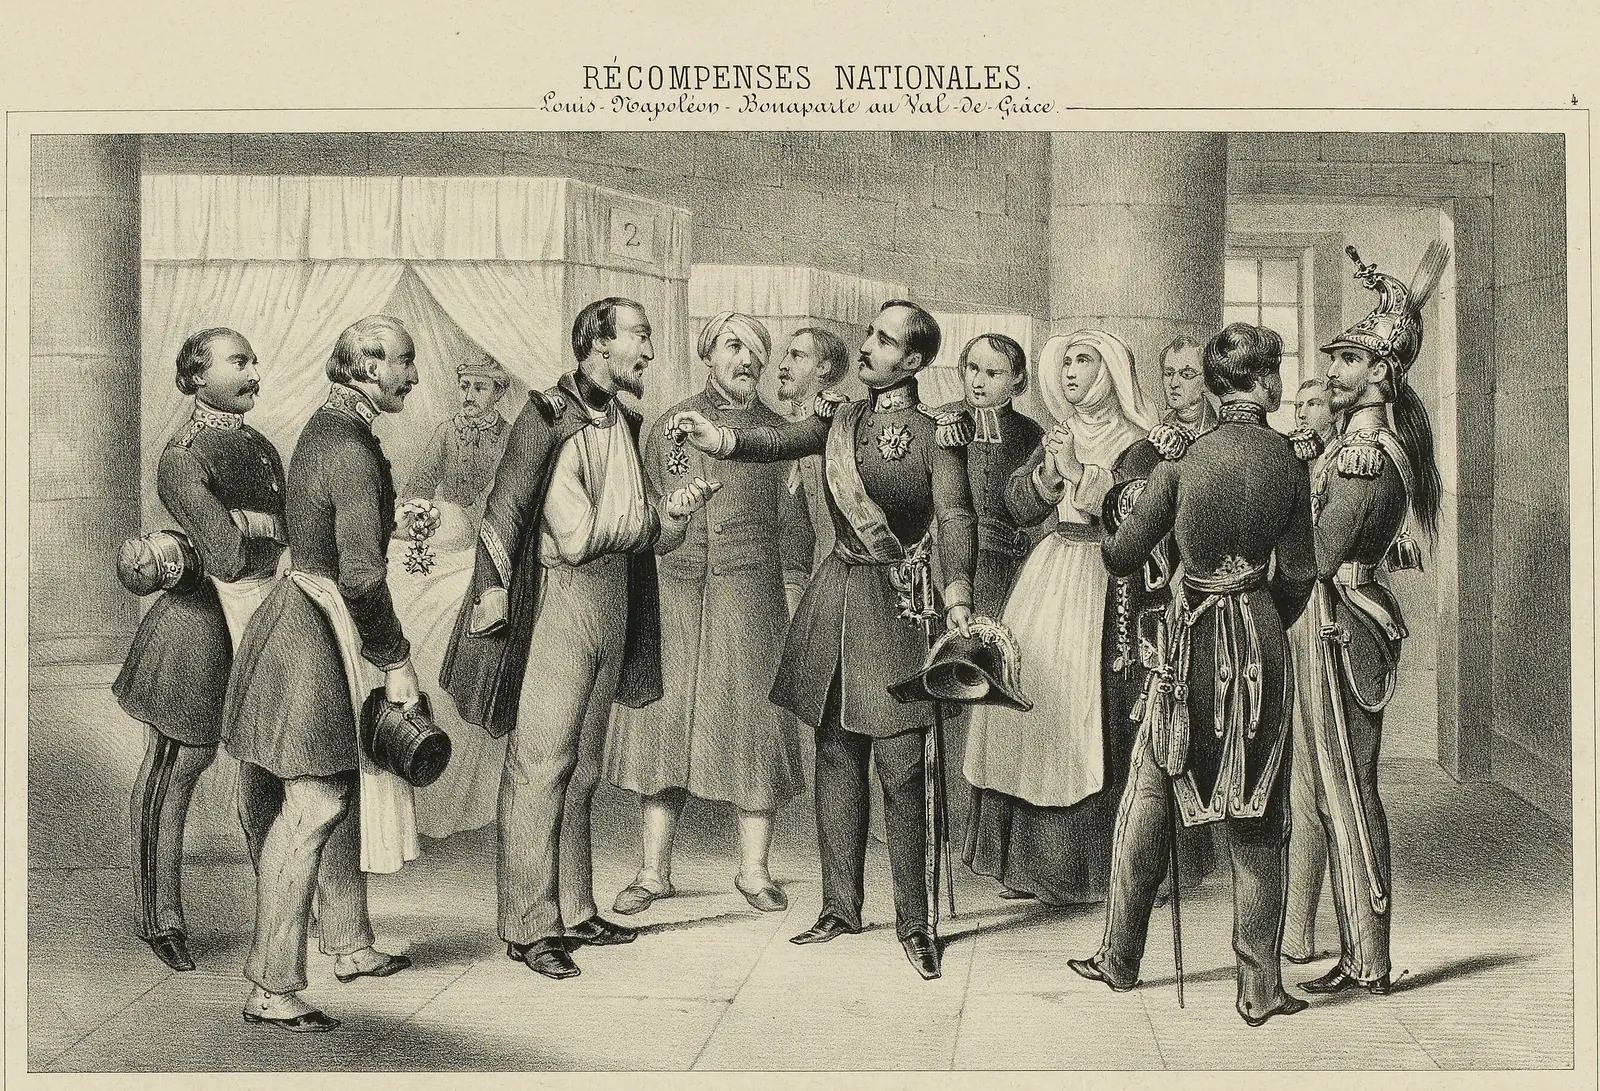 RÉCOMPENSES NATIONALES.
Louis-Napoléon-Bonaparte au Val-de-Grâce.
4
2